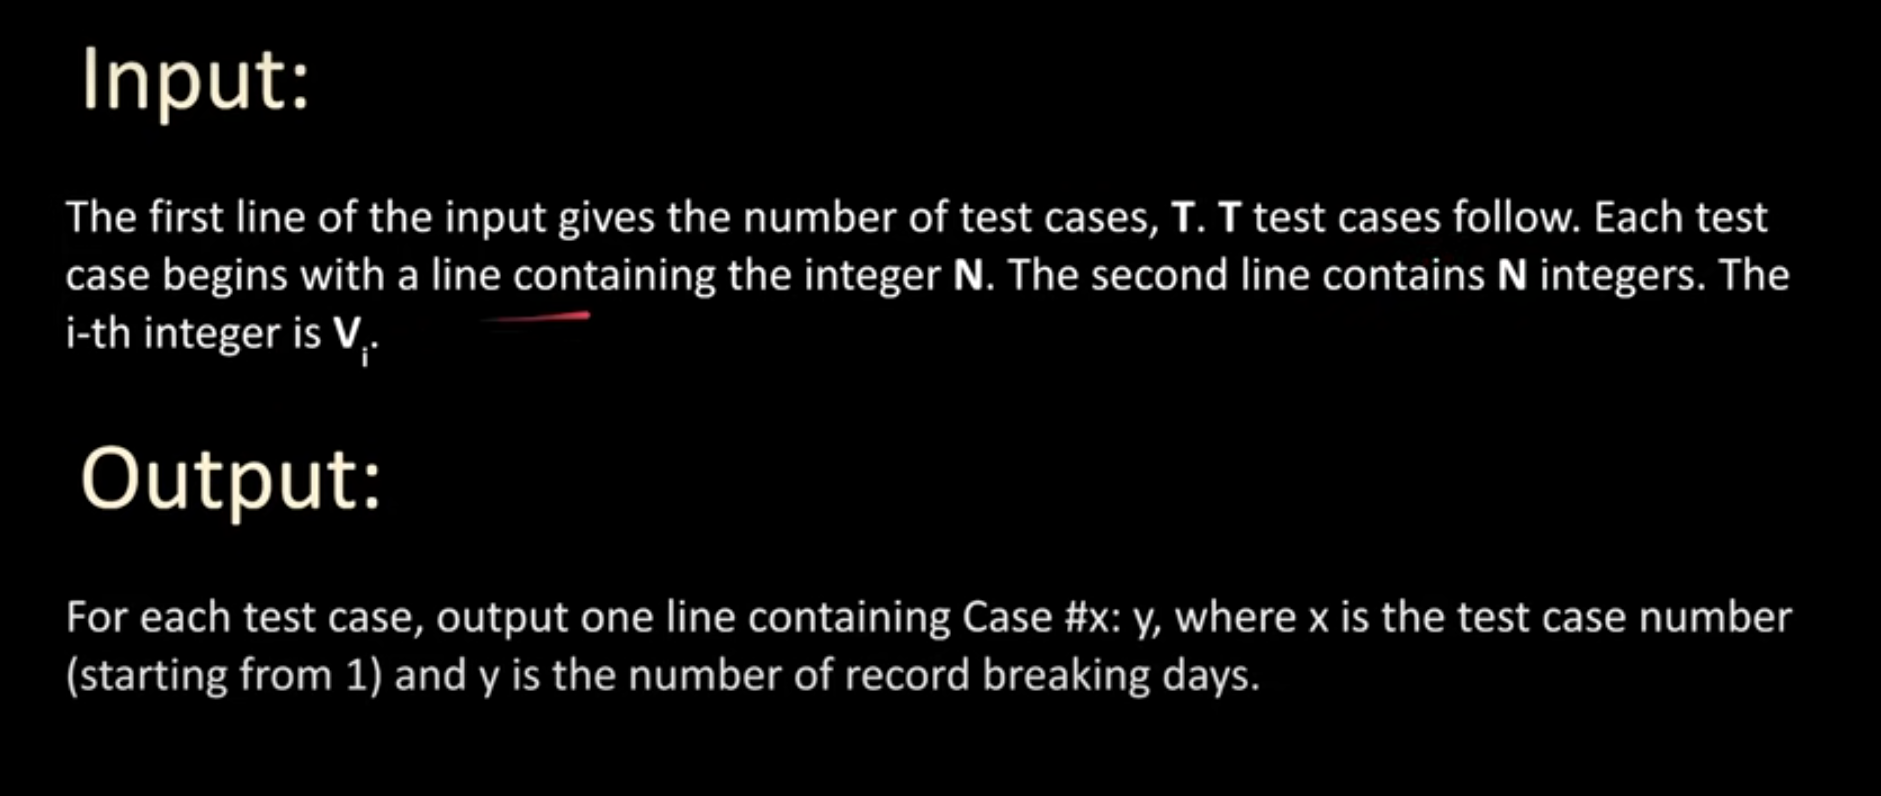 Input:
The first line of the input gives the number of test cases, T. T test cases follow. Each test
case begins with a line containing the integer N. The second line contains N integers. The
i-th integer is Vi.
Output:
For each test case, output one line containing Case #x: y, where x is the test case number
(starting from 1) and y is the number of record breaking days.